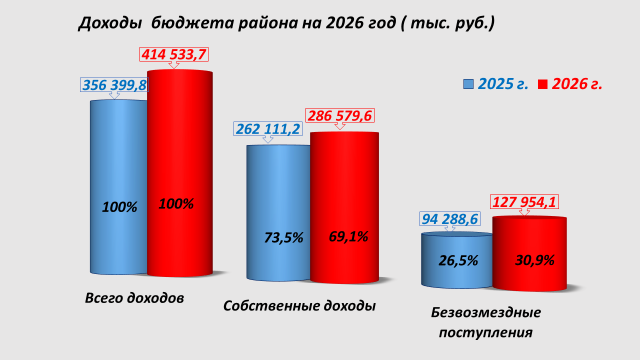 Доходы бюджета района на 2026 год ( тыс. руб.)
2025 г.
2026 г.
356 399,8
414 533,7
100%
100%
Всего доходов
262 111,2
286 579,6
73,5%
69,1%
Собственные доходы
94 288,6
127 954,1
26,5%
30,9%
Безвозмездные
поступления